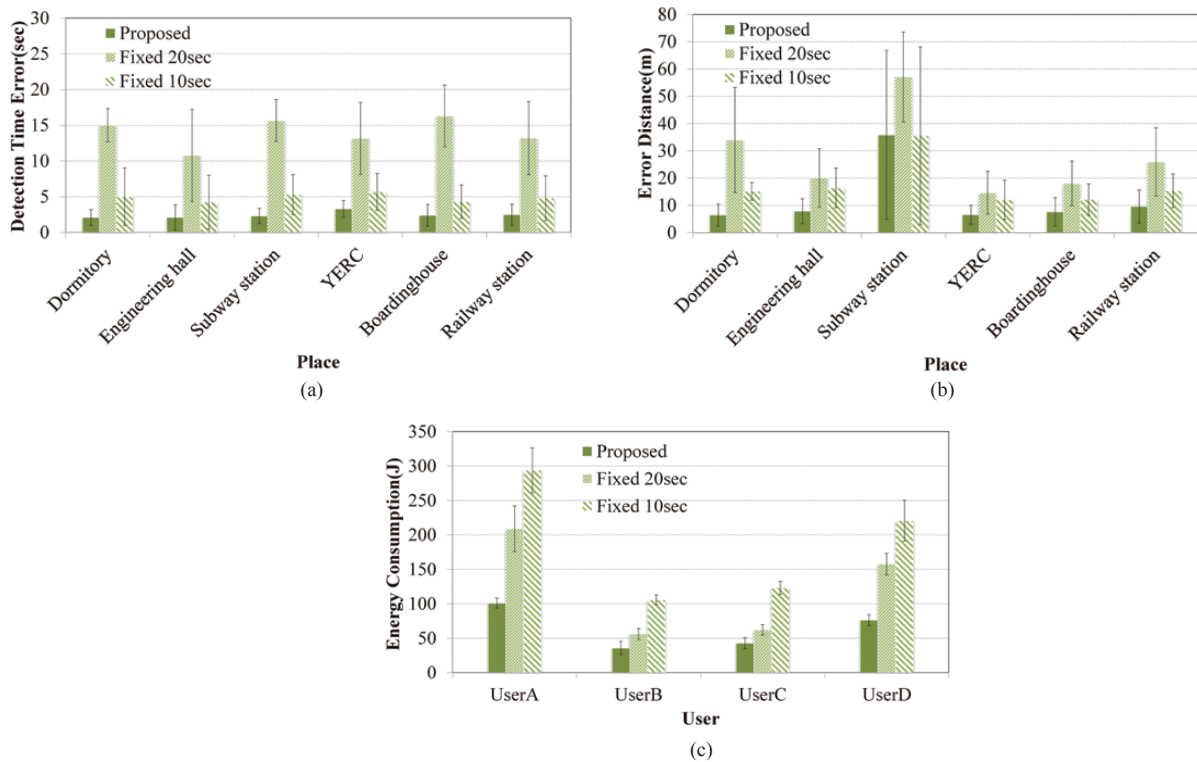 30
25
20
15
10
5
0
Detection Time Error(sec)
Proposed
Fixed 20sec
Fixed 10sec
Dormitory
Engineering hall
Subway station
YERC
Boardinghouse
Railway station
Place
(a)
80
70
60
50
40
30
20
10
0
Error Distance(m)
Proposed
Fixed 20sec
Fixed 10sec
Dormitory
Engineering hall
Subway station
YERC
Boardinghouse
Railway station
Place
(b)
350
300
250
200
150
100
50
0
Energy Consumption(J)
Proposed
Fixed 20sec
Fixed 10sec
UserA
UserB
UserC
UserD
User
(c)